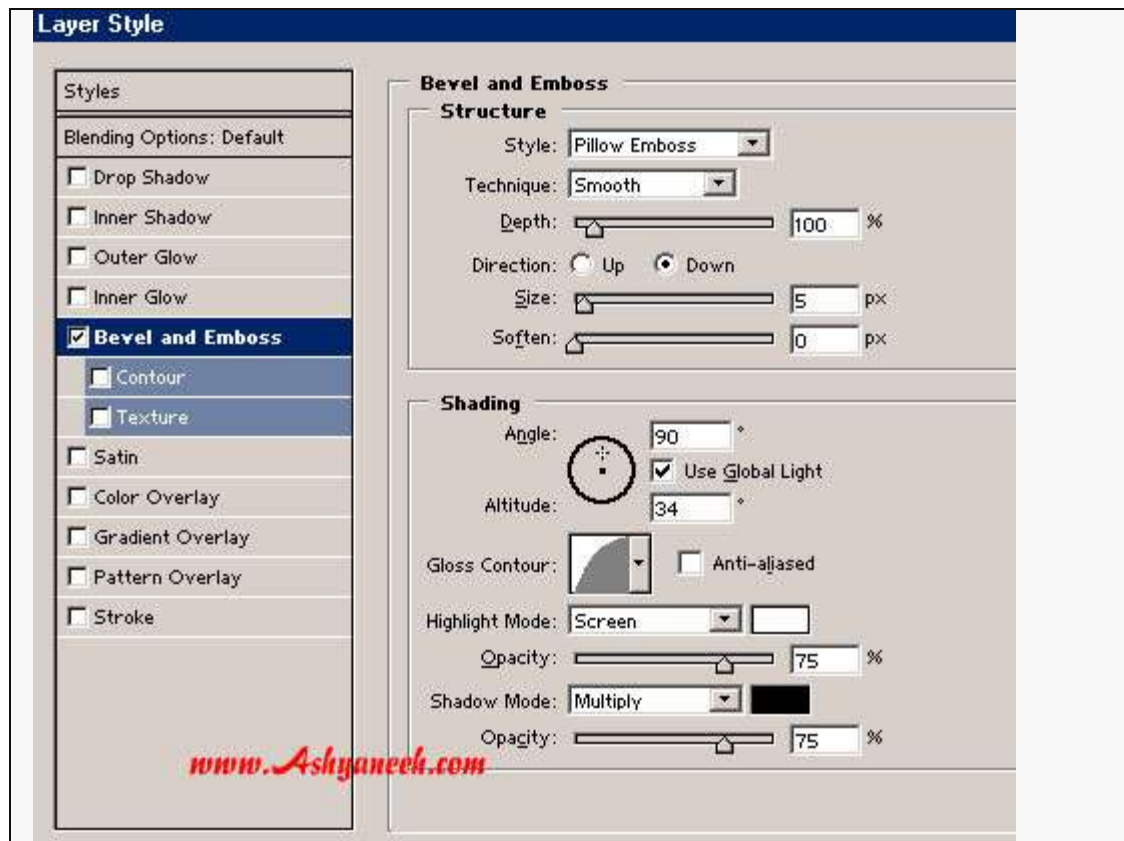 Layer Style
Styles
Blending Options: Default
Drop Shadow
Inner Shadow
Outer Glow
Inner Glow
Bevel and Emboss
Contour
Texture
Satin
Color Overlay
Gradient Overlay
Pattern Overlay
Stroke
Bevel and Emboss
Structure
Style: Pillow Emboss
Technique: Smooth
Depth: 100 %
Direction: Up Down
Size: 5 px
Soften: 0 px
Shading
Angle: 90 °
Use Global Light
Altitude: 34 °
Gloss Contour: Anti-aliased
Highlight Mode: Screen
Opacity: 75 %
Shadow Mode: Multiply
Opacity: 75 %
www.Ashyaneeh.com